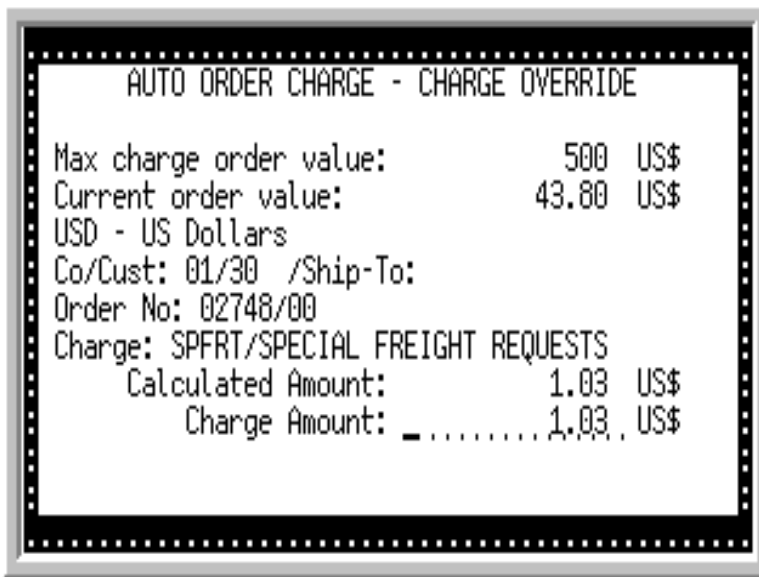 AUTO ORDER CHARGE - CHARGE OVERRIDE
Max charge order value: 500 US$
Current order value: 43.80 US$
USD - US Dollars
Co/Cust: 01/30 /Ship-To:
Order No: 02748/00
Charge: SPFRT/SPECIAL FREIGHT REQUESTS
Calculated Amount: 1.03 US$
Charge Amount: 1.03 US$